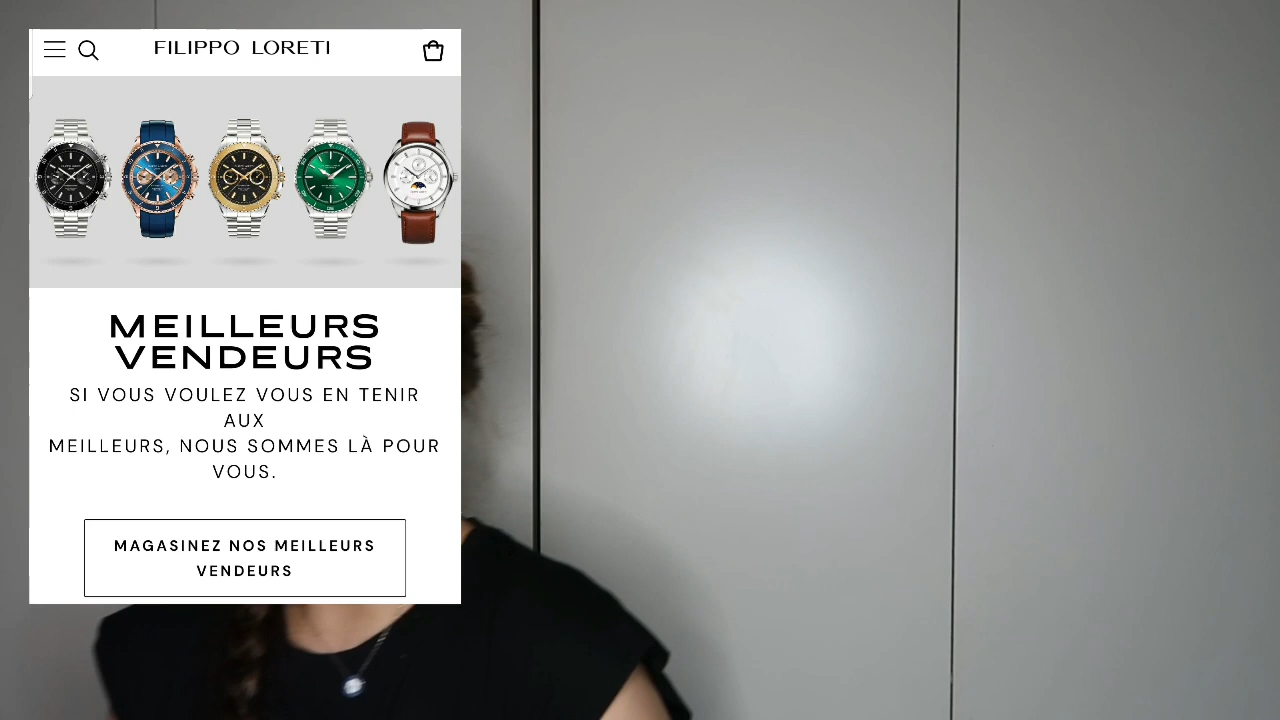 FILIPPO LORETI
MEILLEURS
VENDEURS
SI VOUS VOULEZ VOUS EN TENIR
AUX
MEILLEURS, NOUS SOMMES LÀ POUR
VOUS.
MAGASINEZ NOS MEILLEURS
VENDEURS